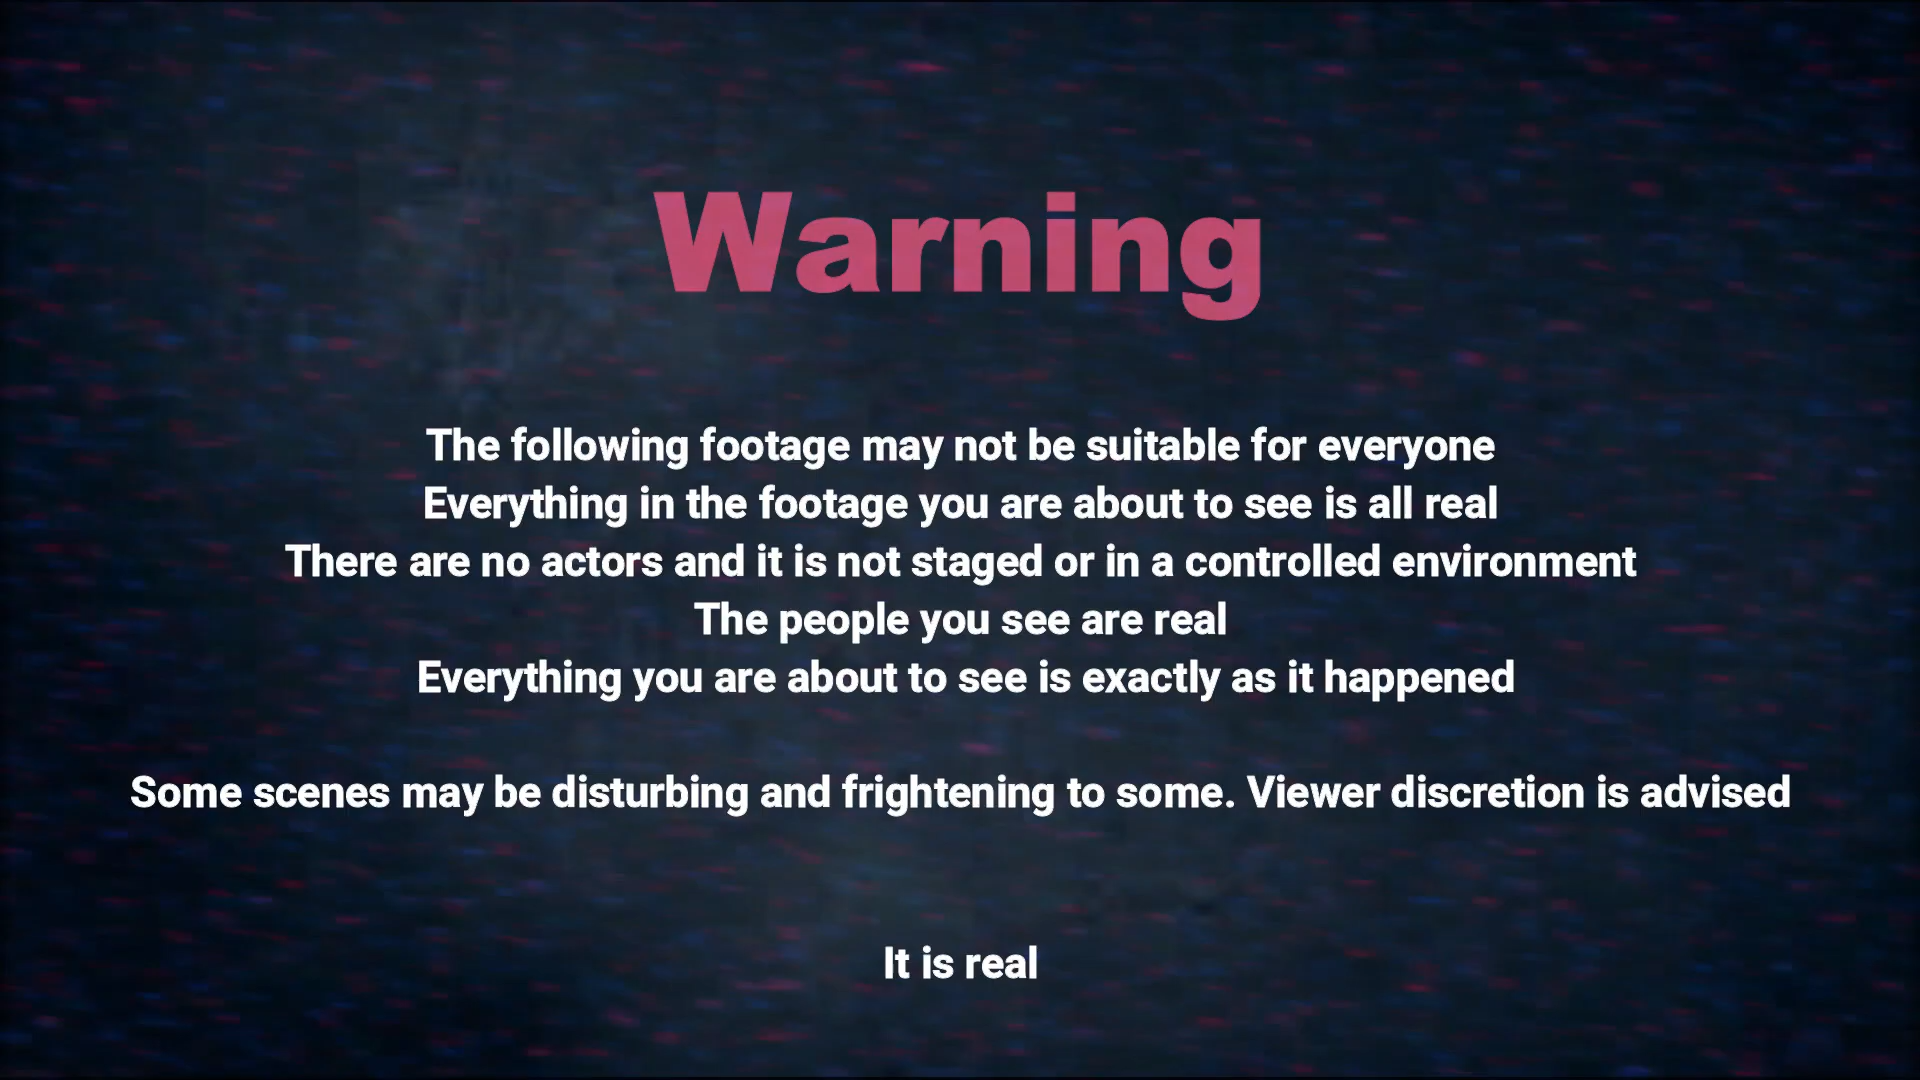 Warning
The following footage may not be suitable for everyone
Everything in the footage you are about to see is all real
There are no actors and it is not staged or in a controlled environment
The people you see are real
Everything you are about to see is exactly as it happened
Some scenes may be disturbing and frightening to some. Viewer discretion is advised
It is real